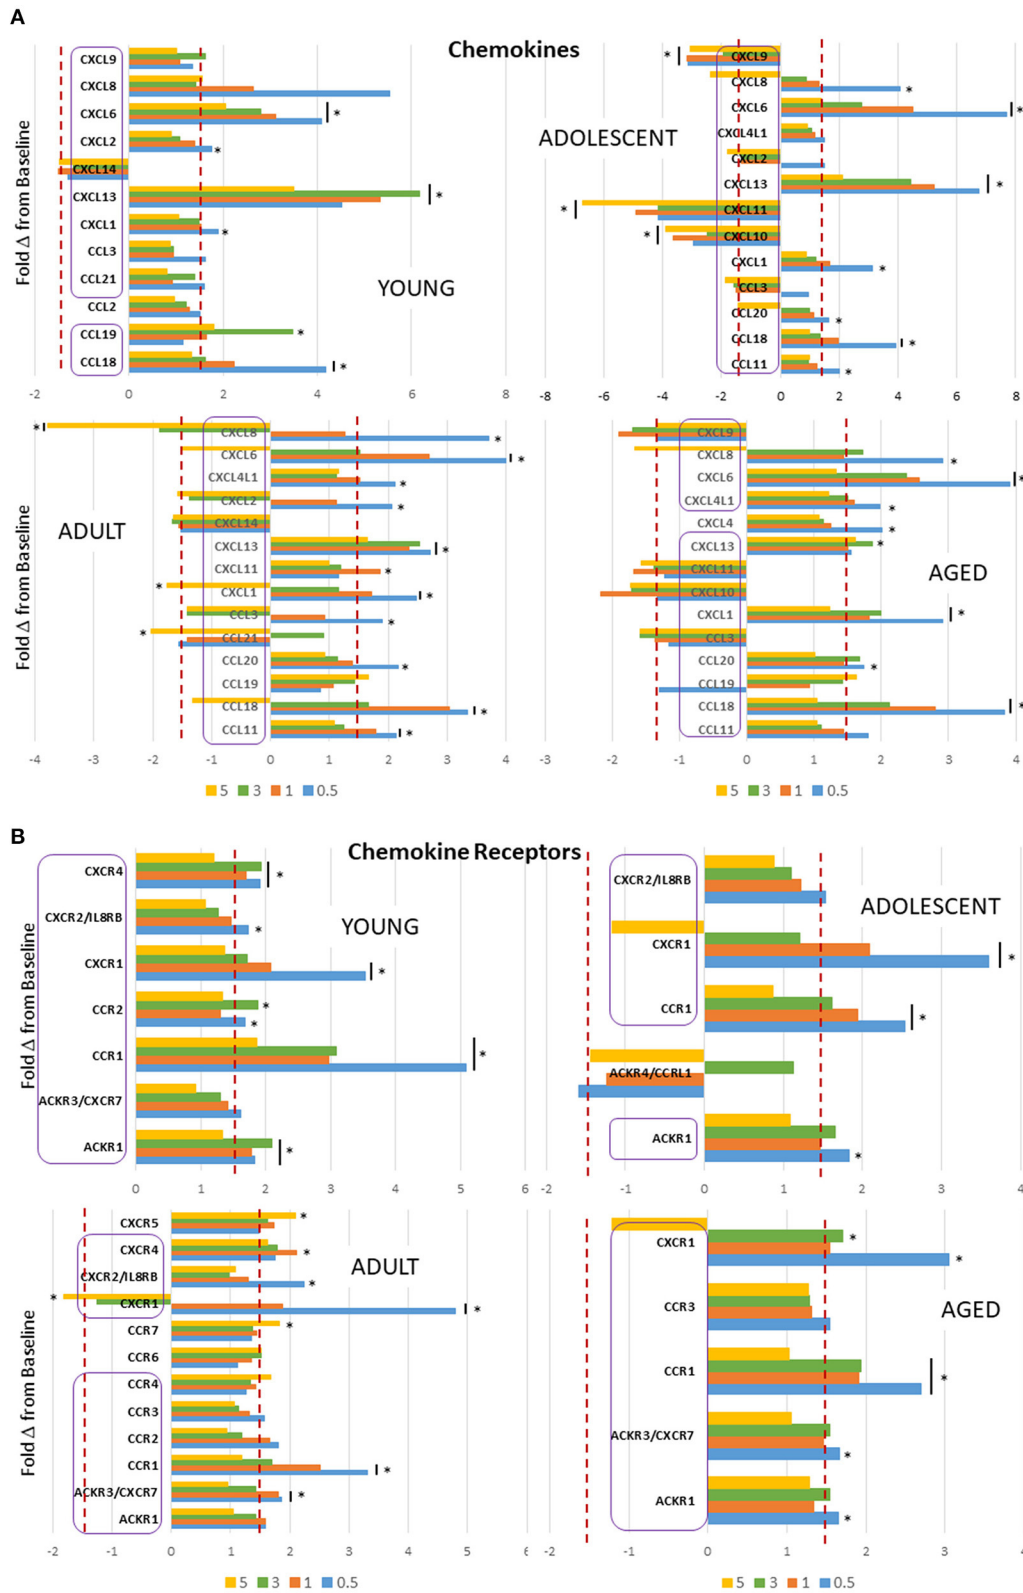 A
Chemokines
Fold Δ from Baseline
CXCL9
CXCL8
CXCL6
*
CXCL2
*
CXCL14
CXCL13
*
CXCL1
*
CCL3
CCL21
CCL2
CCL19
*
CCL18
*
YOUNG
-2 0 2 4 6 8
ADOLESCENT
* CXCL9
CXCL8 *
CXCL6 *
CXCL4L1
CXCL2
CXCL13 *
* CXCL11
* CXCL10
CXCL1 *
CCL3
CCL20 *
CCL18 *
CCL11 *
-8 -6 -4 -2 0 2 4 6 8
Fold Δ from Baseline
ADULT
* CXCL8 *
CXCL6 *
CXCL4L1 *
CXCL2 *
CXCL14
CXCL13 *
CXCL11 *
* CXCL1 *
CCL3 *
* CCL21
CCL20 *
CCL19
CCL18 *
CCL11 *
-4 -3 -2 -1 0 1 2 3 4
5 3 1 0.5
AGED
CXCL9
CXCL8 *
CXCL6 *
CXCL4L1 *
CXCL4 *
CXCL13 *
CXCL11
CXCL10
CXCL1 *
CCL3
CCL20 *
CCL19
CCL18 *
CCL11
-3 -2 -1 0 1 2 3 4
5 3 1 0.5
B
Chemokine Receptors
Fold Δ from Baseline
YOUNG
CXCR4 *
CXCR2/IL8RB *
CXCR1 *
CCR2 *
*
CCR1 *
ACKR3/CXCR7
ACKR1 *
0 1 2 3 4 5 6
ADOLESCENT
CXCR2/IL8RB
CXCR1 *
CCR1 *
ACKR4/CCRL1
ACKR1 *
-2 -1 0 1 2 3 4
Fold Δ from Baseline
ADULT
CXCR5 *
CXCR4 *
CXCR2/IL8RB *
* CXCR1 *
CCR7 *
CCR6
CCR4
CCR3
CCR2
CCR1 *
ACKR3/CXCR7 *
ACKR1
-2 -1 0 1 2 3 4 5
5 3 1 0.5
AGED
CXCR1 *
*
CCR3
CCR1 *
ACKR3/CXCR7 *
ACKR1 *
-2 -1 0 1 2 3 4
5 3 1 0.5